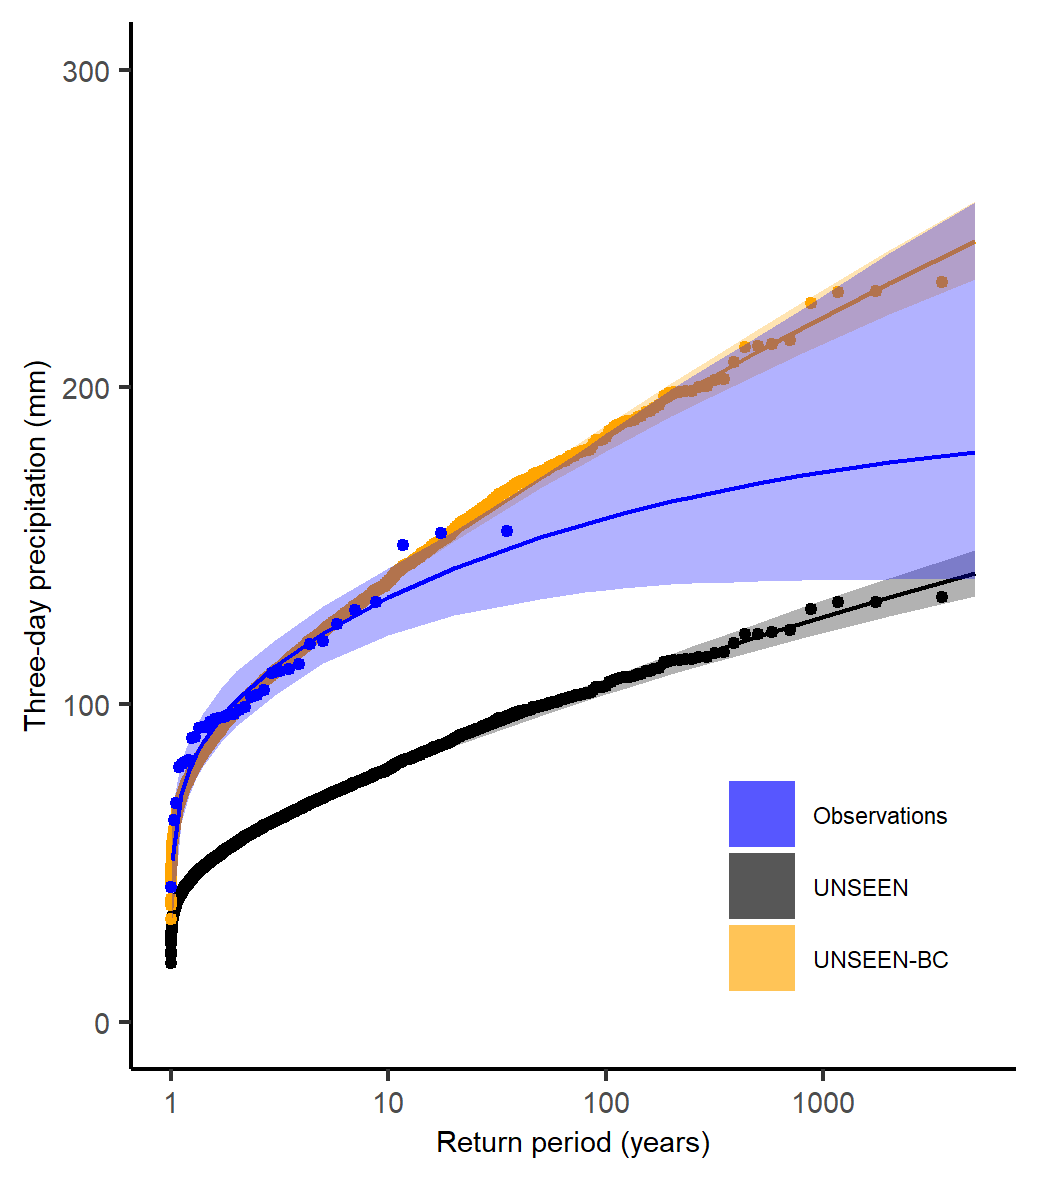 300
200
100
0
Three-day precipitation (mm)
Observations
UNSEEN
UNSEEN-BC
1 10 100 1000
Return period (years)